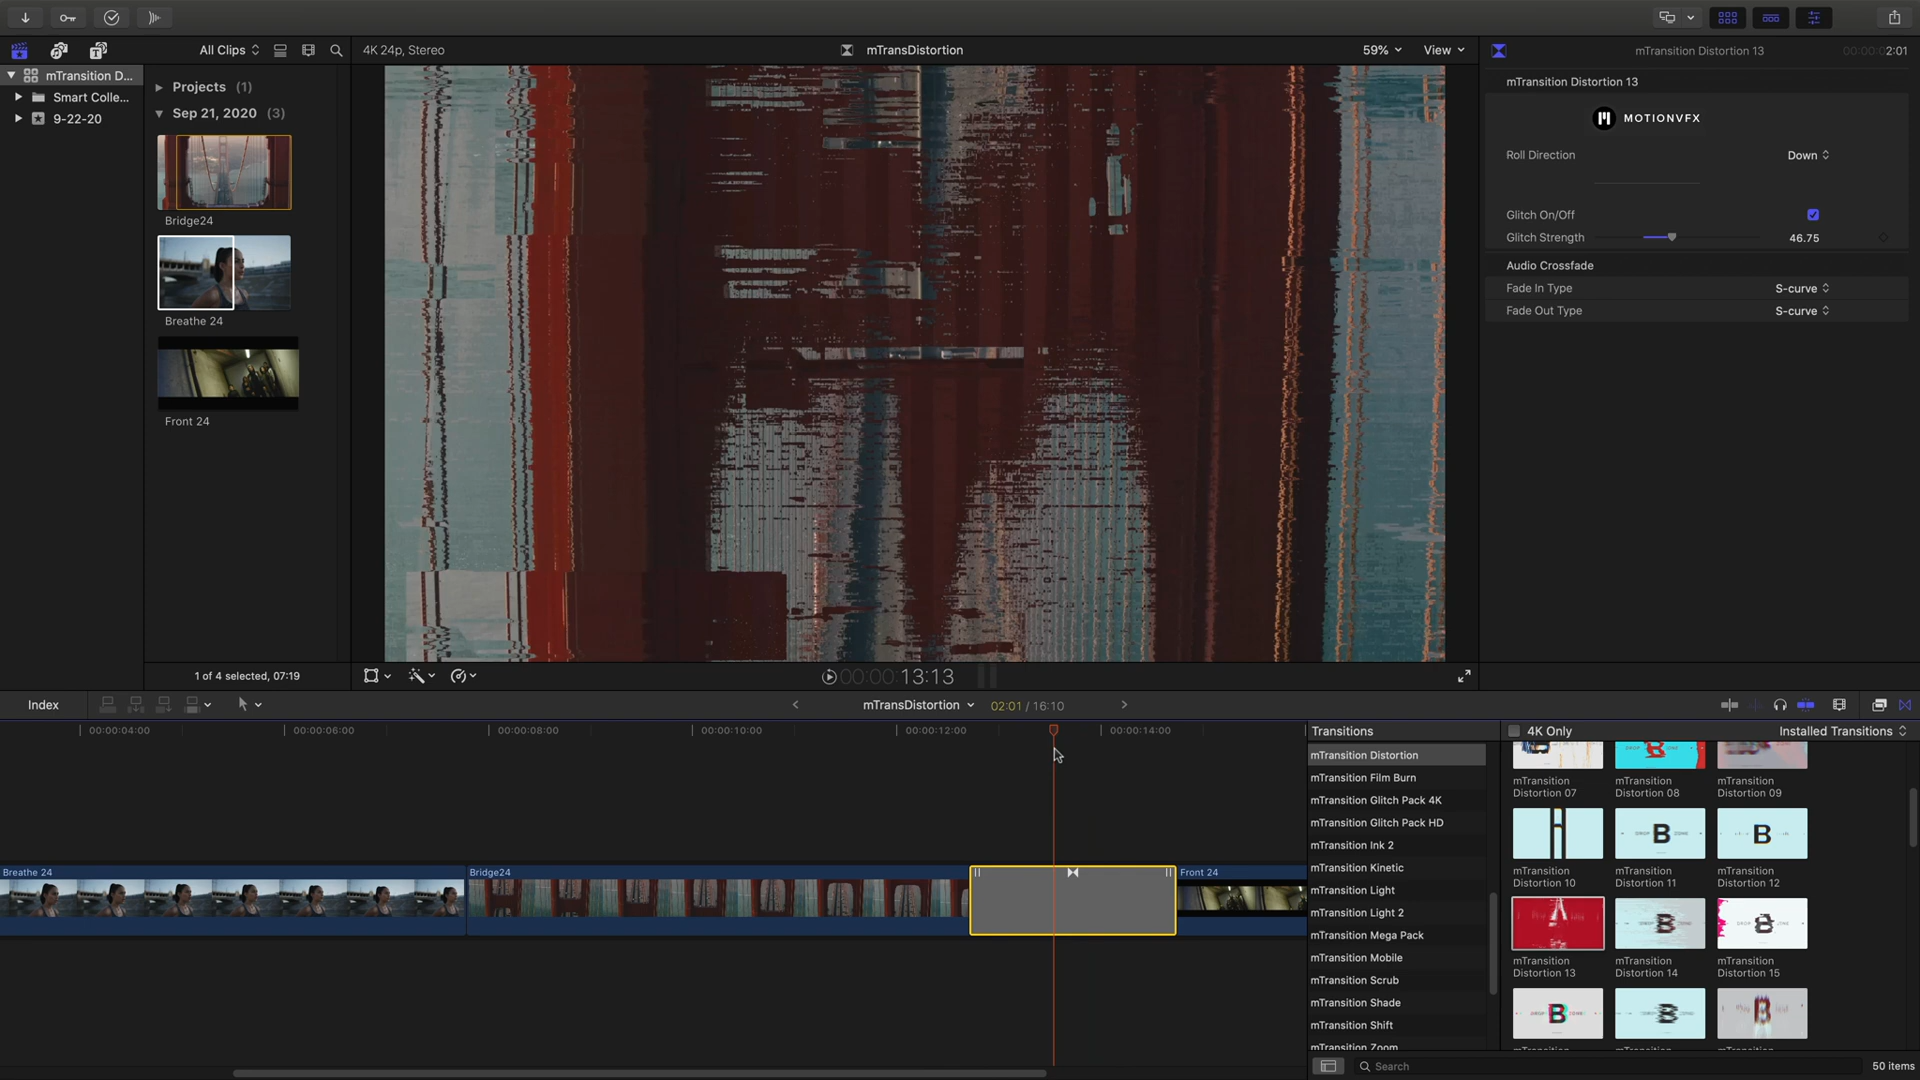 All Clips
4K 24p, Stereo
mTransDistortion
59%
View
mTransition Distortion 13
00:00:02:01
mTransition D...
Smart Colle...
9-22-20
Projects (1)
Sep 21, 2020 (3)
Bridge24
Breathe 24
Front 24
1 of 4 selected, 07:19
mTransition Distortion 13
MOTIONVFX
Roll Direction
Down
Glitch On/Off
Glitch Strength
46.75
Audio Crossfade
Fade In Type
S-curve
Fade Out Type
S-curve
00:00:13:13
Index
mTransDistortion
02:01 / 16:10
00:00:04:00
00:00:06:00
00:00:08:00
00:00:10:00
00:00:12:00
00:00:14:00
Breathe 24
Bridge24
Front 24
Transitions
mTransition Distortion
mTransition Film Burn
mTransition Glitch Pack 4K
mTransition Glitch Pack HD
mTransition Ink 2
mTransition Kinetic
mTransition Light
mTransition Light 2
mTransition Mega Pack
mTransition Mobile
mTransition Scrub
mTransition Shade
mTransition Shift
mTransition Zoom
4K Only
Installed Transitions
mTransition
Distortion 07
mTransition
Distortion 08
mTransition
Distortion 09
mTransition
Distortion 10
mTransition
Distortion 11
mTransition
Distortion 12
mTransition
Distortion 13
mTransition
Distortion 14
mTransition
Distortion 15
Search
50 items